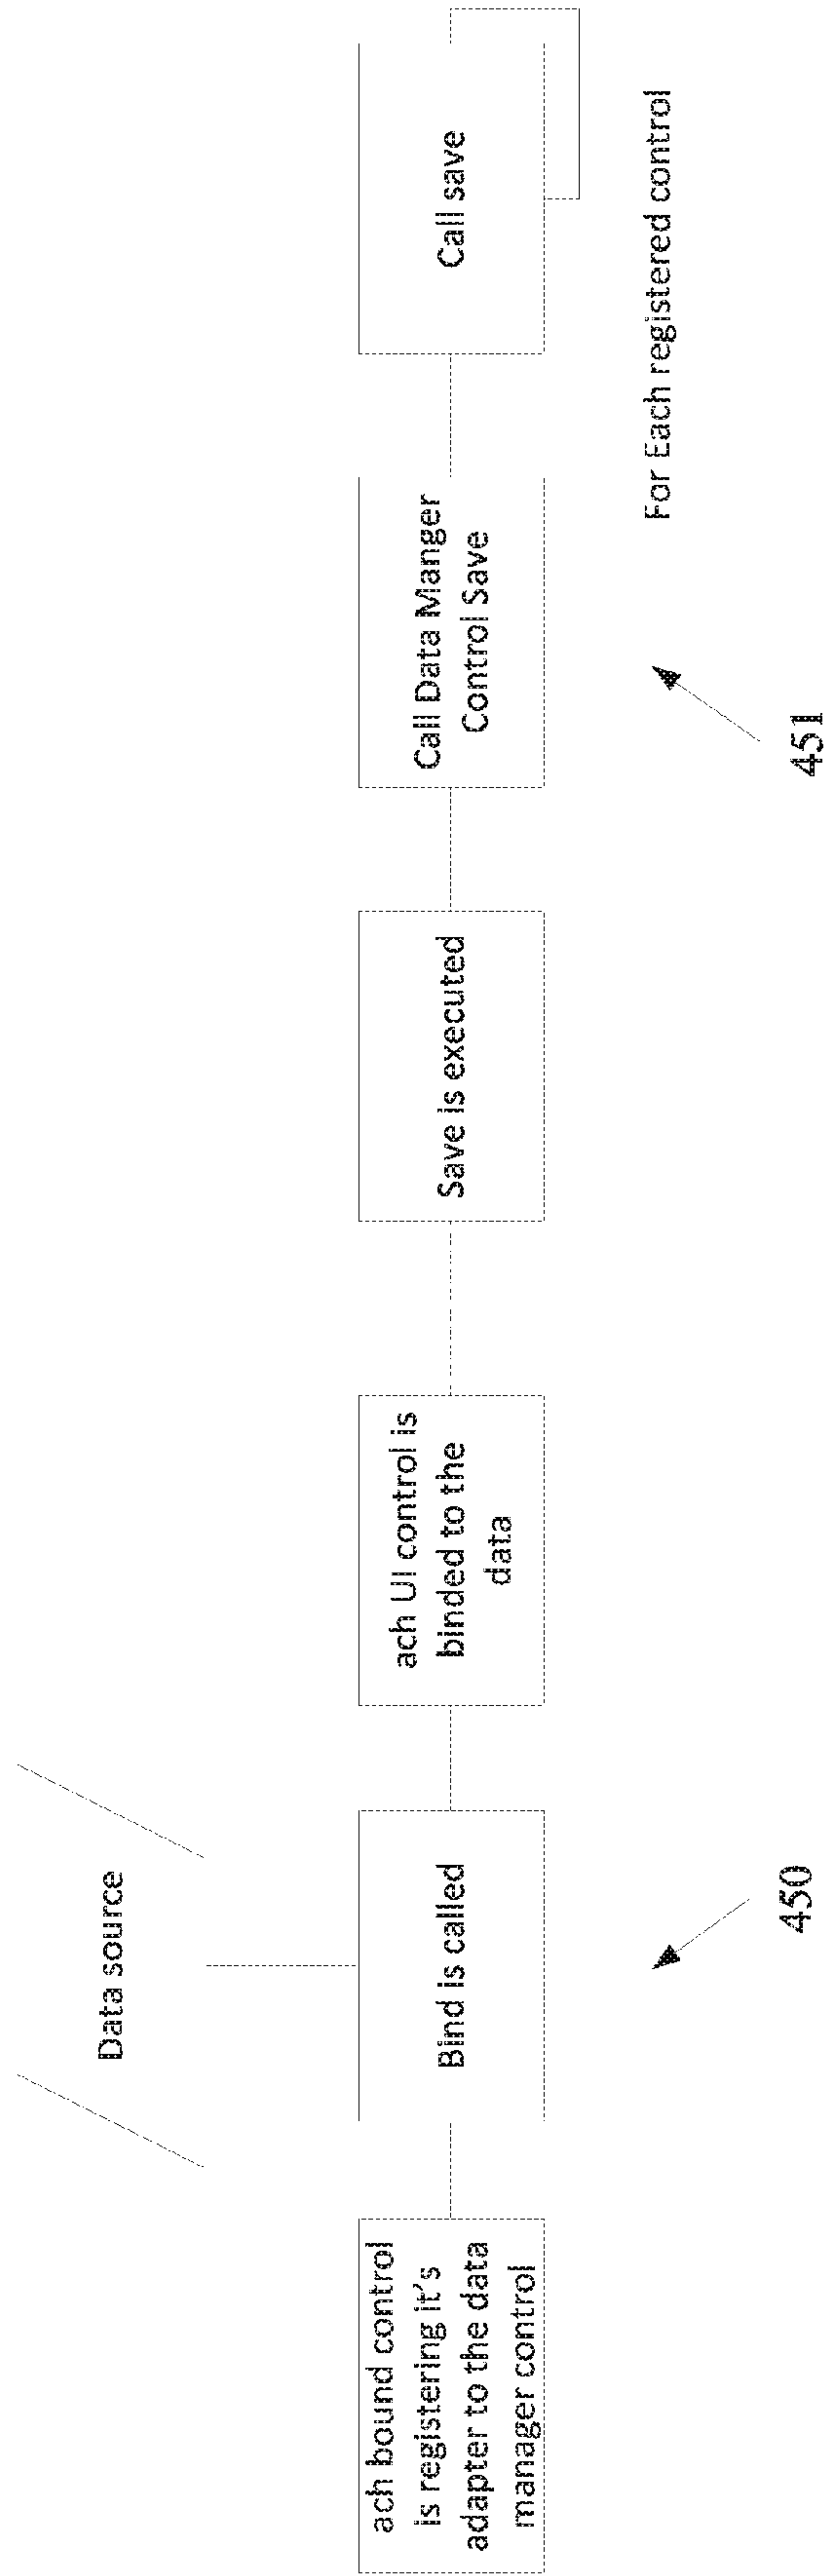 Data source
ach bound control
is registering it's
adapter to the data
manager control
Bind is called
ach UI control is
binded to the
data
Save is executed
Call Data Manger
Control Save
Call save
450
451
For Each registered control